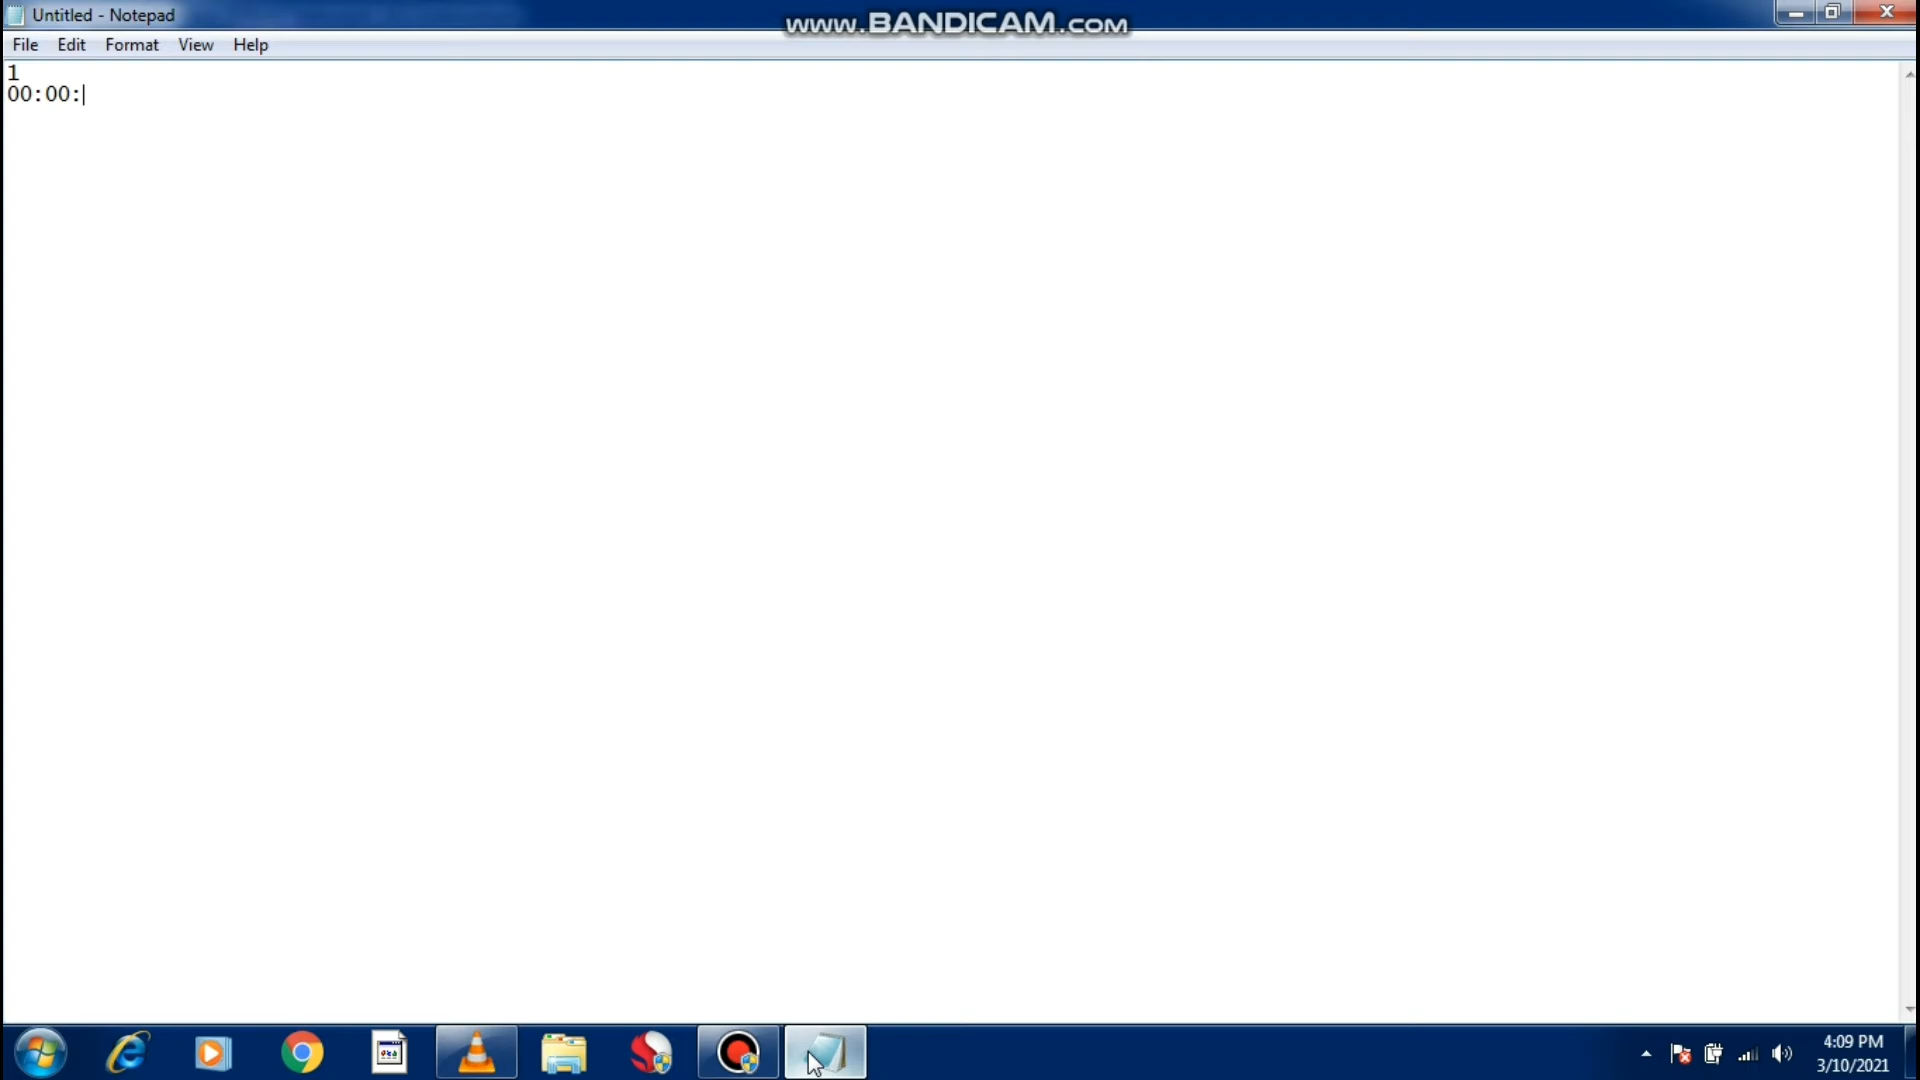 Untitled - Notepad
www.BANDICAM.com
File Edit Format View Help
1
00:00:
4:09 PM
3/10/2021